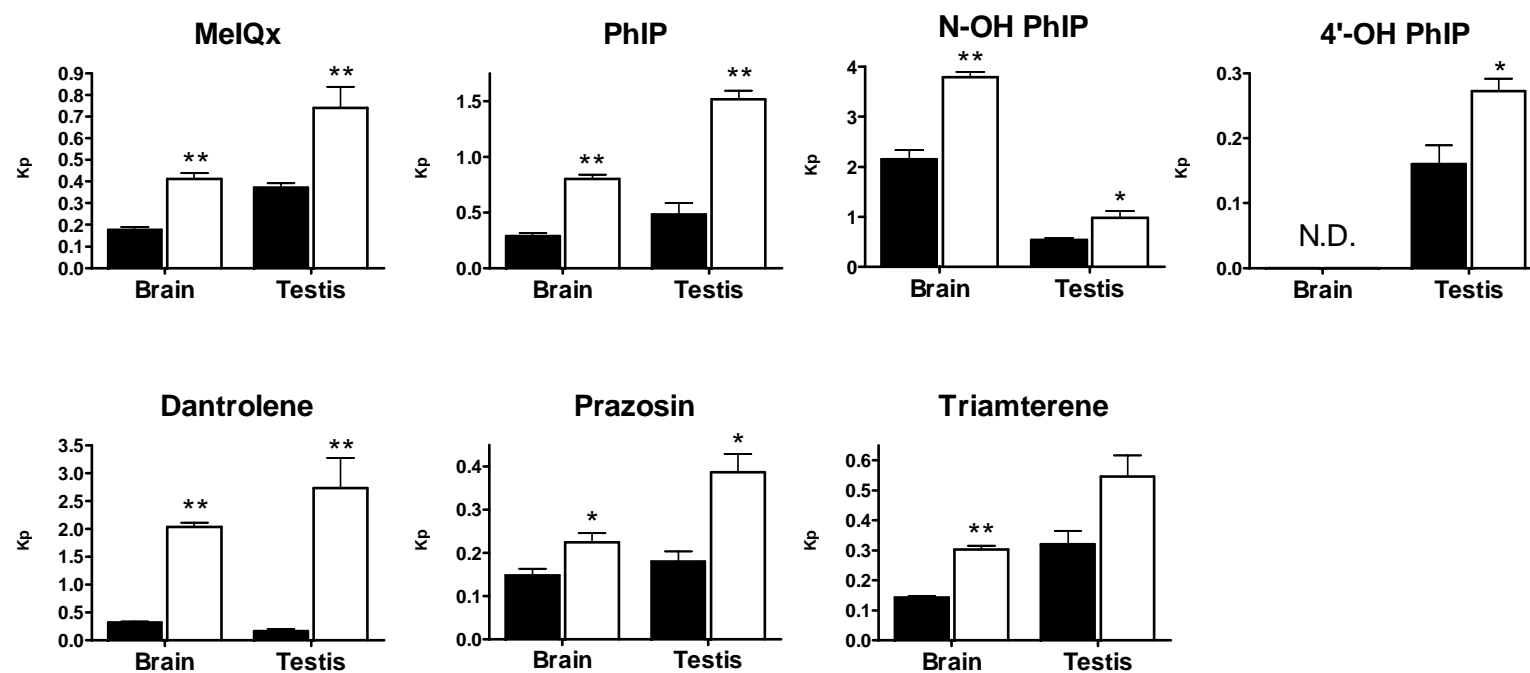 MeIQx
Kp
0.9
0.8
0.7
0.6
0.5
0.4
0.3
0.2
0.1
0.0
**
**
Brain Testis
PhIP
Kp
1.5
1.0
0.5
0.0
**
**
Brain Testis
N-OH PhIP
4
3
2
1
0
**
*
Brain Testis
4'-OH PhIP
Kp
0.3
0.2
0.1
0.0
N.D.
*
Brain Testis
Dantrolene
Kp
3.5
3.0
2.5
2.0
1.5
1.0
0.5
0.0
**
**
Brain Testis
Prazosin
Kp
0.4
0.3
0.2
0.1
0.0
*
*
Brain Testis
Triamterene
Kp
0.6
0.5
0.4
0.3
0.2
0.1
0.0
**
Brain Testis